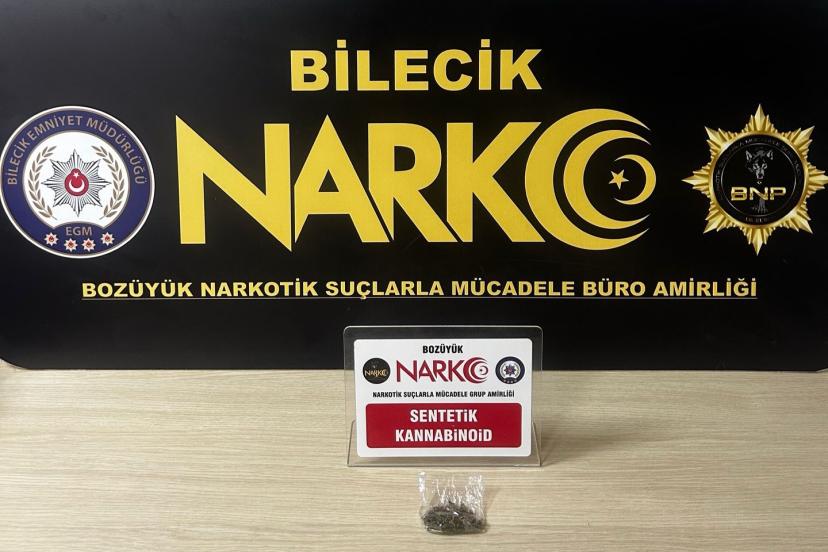 BİLECİK
NARKO
BİLECİK EMNİYET MÜDÜRLÜĞÜ
EGM
BNP
BOZÜYÜK NARKOTİK SUÇLARLA MÜCADELE BÜRO AMİRLİĞİ
BOZÜYÜK
NARKO
NARKO
NARKOTİK SUÇLARLA MÜCADELE GRUP AMİRLİĞİ
SENTETİK
KANNABİNOİD